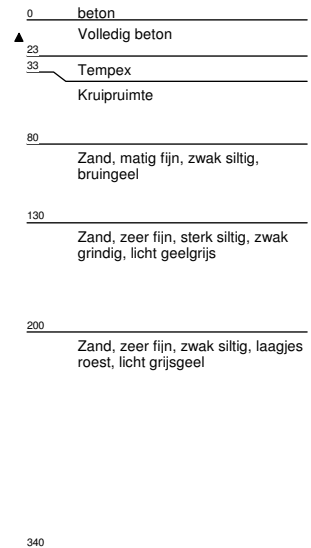 0 beton
Volledig beton
23
33 Tempex
Kruipruimte
80
Zand, matig fijn, zwak siltig,
bruingeel
130
Zand, zeer fijn, sterk siltig, zwak
grindig, licht geelgrijs
200
Zand, zeer fijn, zwak siltig, laagjes
roest, licht grijsgeel
340